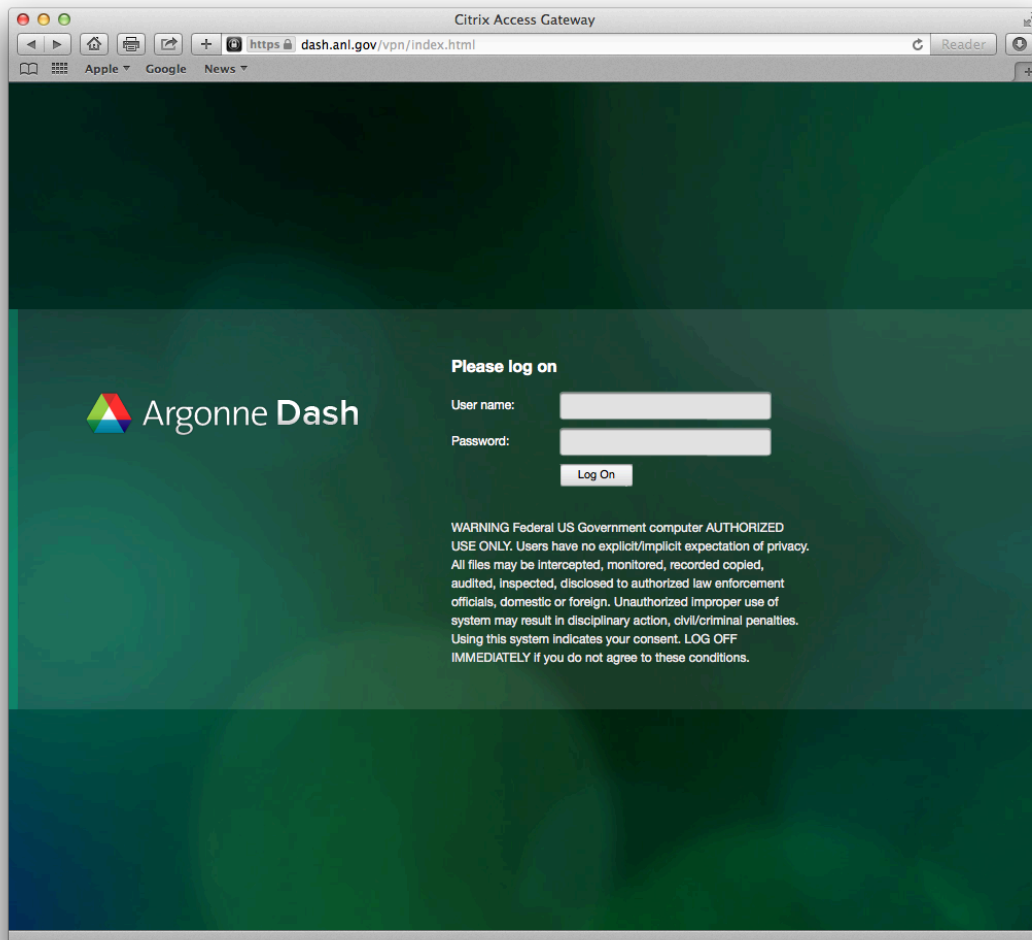 Citrix Access Gateway
https dash.anl.gov/vpn/index.html
Reader
Apple
Google
News
Please log on
User name:
Argonne Dash
Password:
Log On
WARNING Federal US Government computer AUTHORIZED
USE ONLY. Users have no explicit/implicit expectation of privacy.
All files may be intercepted, monitored, recorded copied,
audited, inspected, disclosed to authorized law enforcement
officials, domestic or foreign. Unauthorized improper use of
system may result in disciplinary action, civil/criminal penalties.
Using this system indicates your consent. LOG OFF
IMMEDIATELY if you do not agree to these conditions.